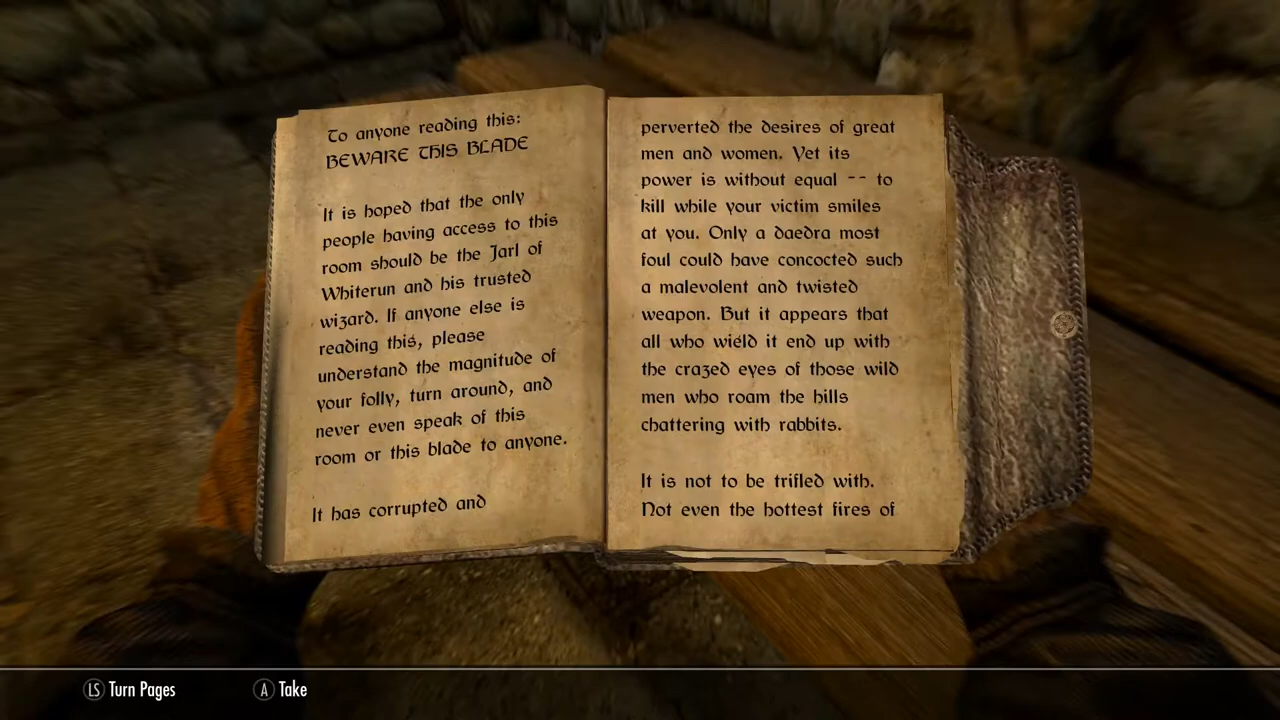 To anyone reading this:
BEWARE THIS BLADE
It is hoped that the only
people having access to this
room should be the Jarl of
Whiterun and his trusted
wizard. If anyone else is
reading this, please
understand the magnitude of
your folly, turn around, and
never even speak of this
room or this blade to anyone.
It has corrupted and
perverted the desires of great
men and women. Yet its
power is without equal -- to
kill while your victim smiles
at you. Only a daedra most
foul could have concocted such
a malevolent and twisted
weapon. But it appears that
all who wield it end up with
the crazed eyes of those wild
men who roam the hills
chattering with rabbits.
It is not to be trifled with.
Not even the hottest fires of
LS Turn Pages
A Take